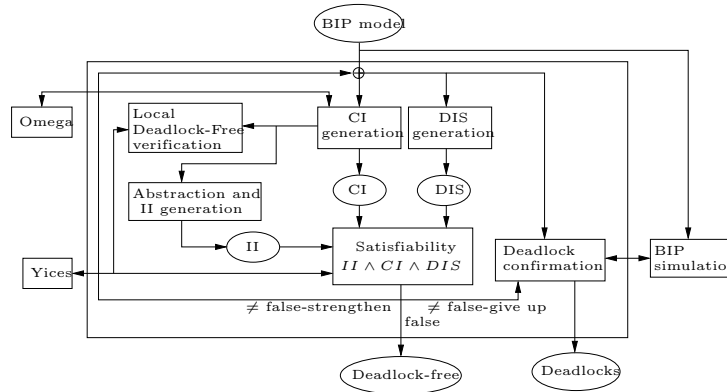 BIP model
Omega
Local
Deadlock-Free
verification
CI
generation
DIS
generation
Abstraction and
II generation
CI
DIS
II
Satisfiability
II ∧ CI ∧ DIS
Deadlock
confirmation
BIP
simulation
Yices
≠ false-strengthen
≠ false-give up
false
Deadlock-free
Deadlocks